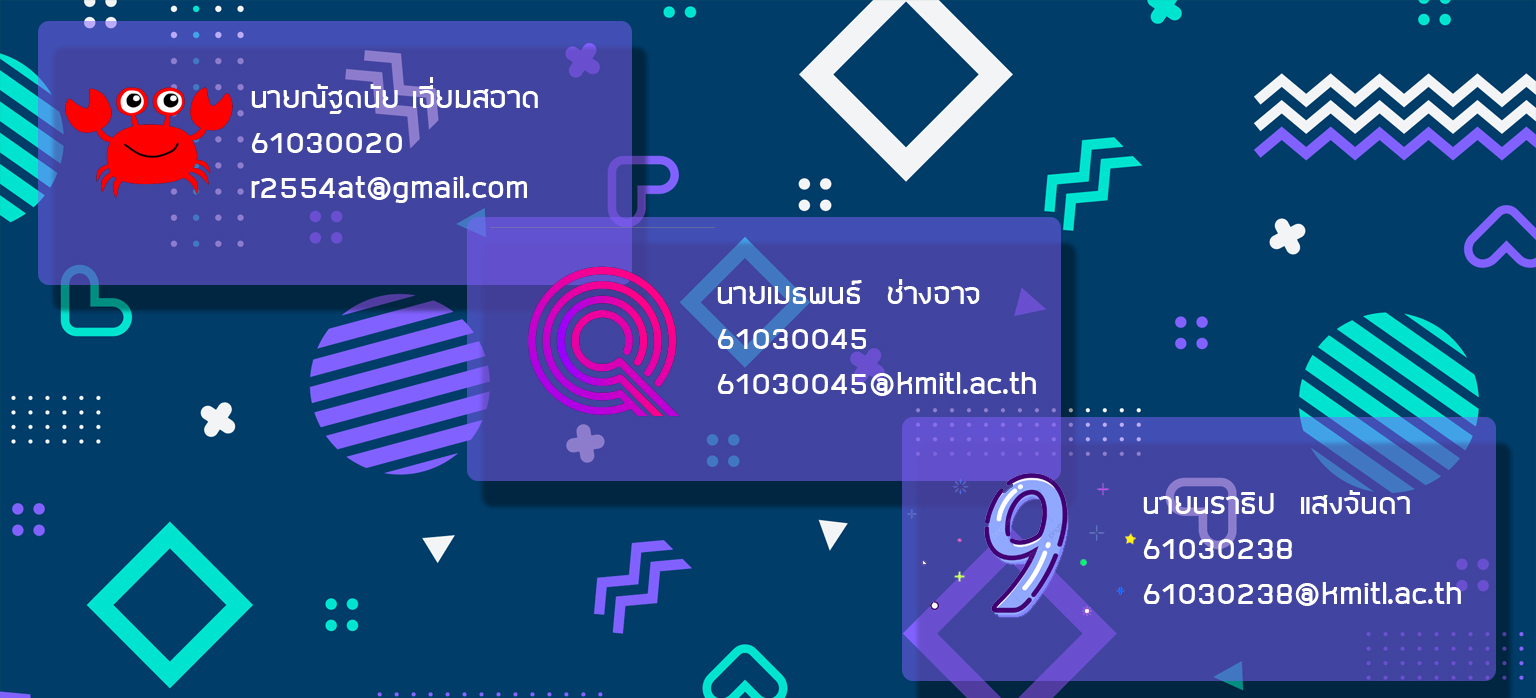 นายณัฐดนัย เอี่ยมสอาด
61030020
r2554at@gmail.com
นายเมธพนธ์ ช่างอาจ
61030045
61030045@kmitl.ac.th
9
นายนราธิป แสงจันดา
61030238
61030238@kmitl.ac.th